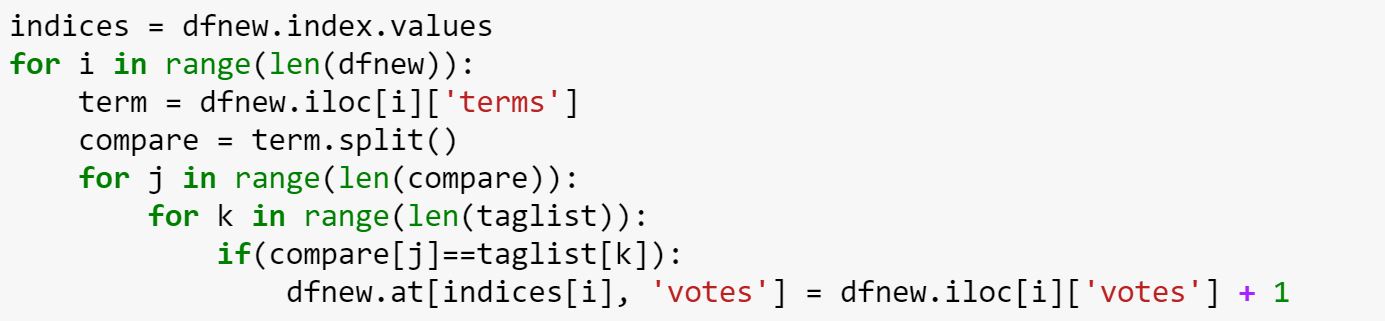 indices = dfnew.index.values
for i in range(len(dfnew)):
    term = dfnew.iloc[i]['terms']
    compare = term.split()
    for j in range(len(compare)):
        for k in range(len(taglist)):
            if(compare[j]==taglist[k]):
                dfnew.at[indices[i], 'votes'] = dfnew.iloc[i]['votes'] + 1